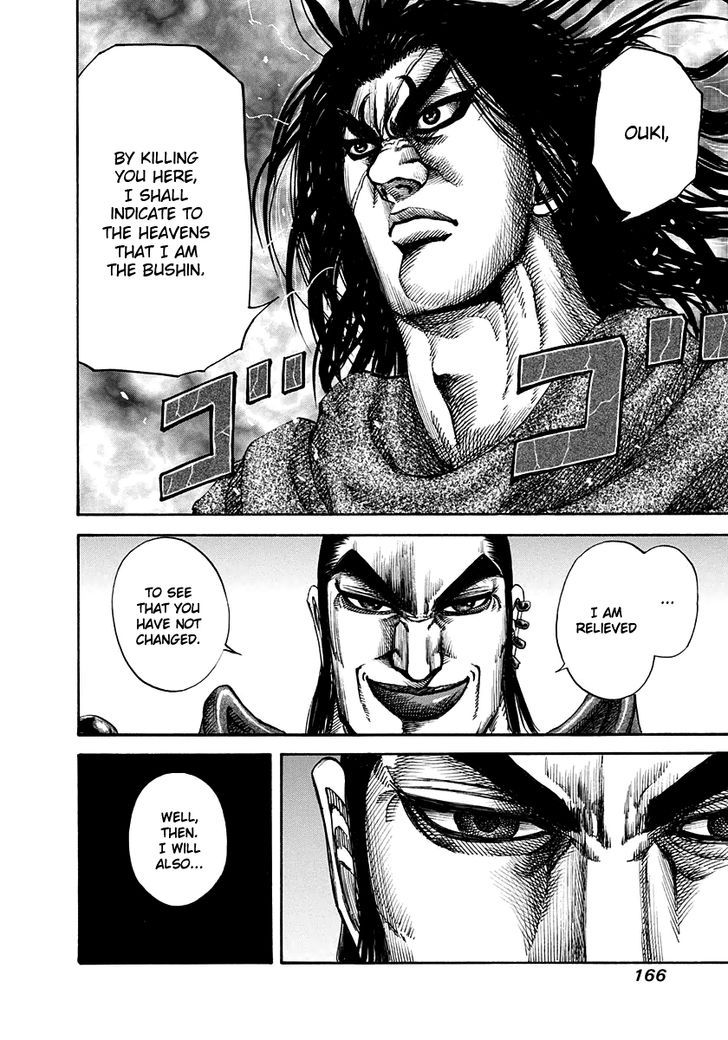 OUKI,
BY KILLING
YOU HERE,
I SHALL
INDICATE TO
THE HEAVENS
THAT I AM
THE BUSHIN.
ゴ
ゴ
...
I AM
RELIEVED
TO SEE
THAT YOU
HAVE NOT
CHANGED.
WELL,
THEN.
I WILL
ALSO...
166